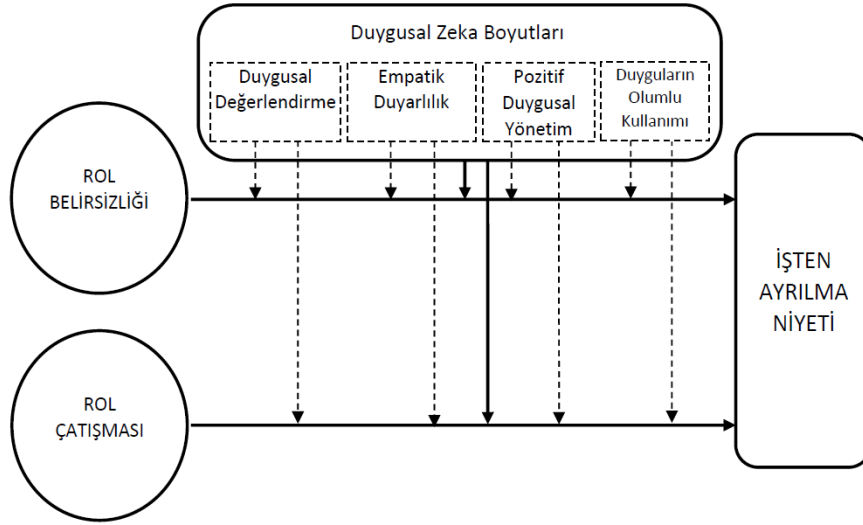 Duygusal Zeka Boyutları
Duygusal
Değerlendirme
Empatik
Duyarlılık
Pozitif
Duygusal
Yönetim
Duyguların
Olumlu
Kullanımı
ROL
BELİRSİZLİĞİ
İŞTEN
AYRILMA
NİYETİ
ROL
ÇATIŞMASI